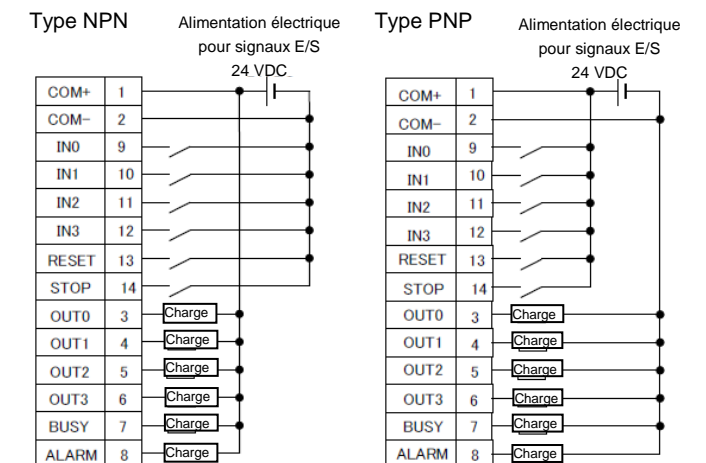 Type NPN
Alimentation électrique
pour signaux E/S
24 VDC
COM+ 1
COM- 2
IN0 9
IN1 10
IN2 11
IN3 12
RESET 13
STOP 14
OUT0 3 Charge
OUT1 4 Charge
OUT2 5 Charge
OUT3 6 Charge
BUSY 7 Charge
ALARM 8 Charge
Type PNP
Alimentation électrique
pour signaux E/S
24 VDC
COM+ 1
COM- 2
IN0 9
IN1 10
IN2 11
IN3 12
RESET 13
STOP 14
OUT0 3 Charge
OUT1 4 Charge
OUT2 5 Charge
OUT3 6 Charge
BUSY 7 Charge
ALARM 8 Charge